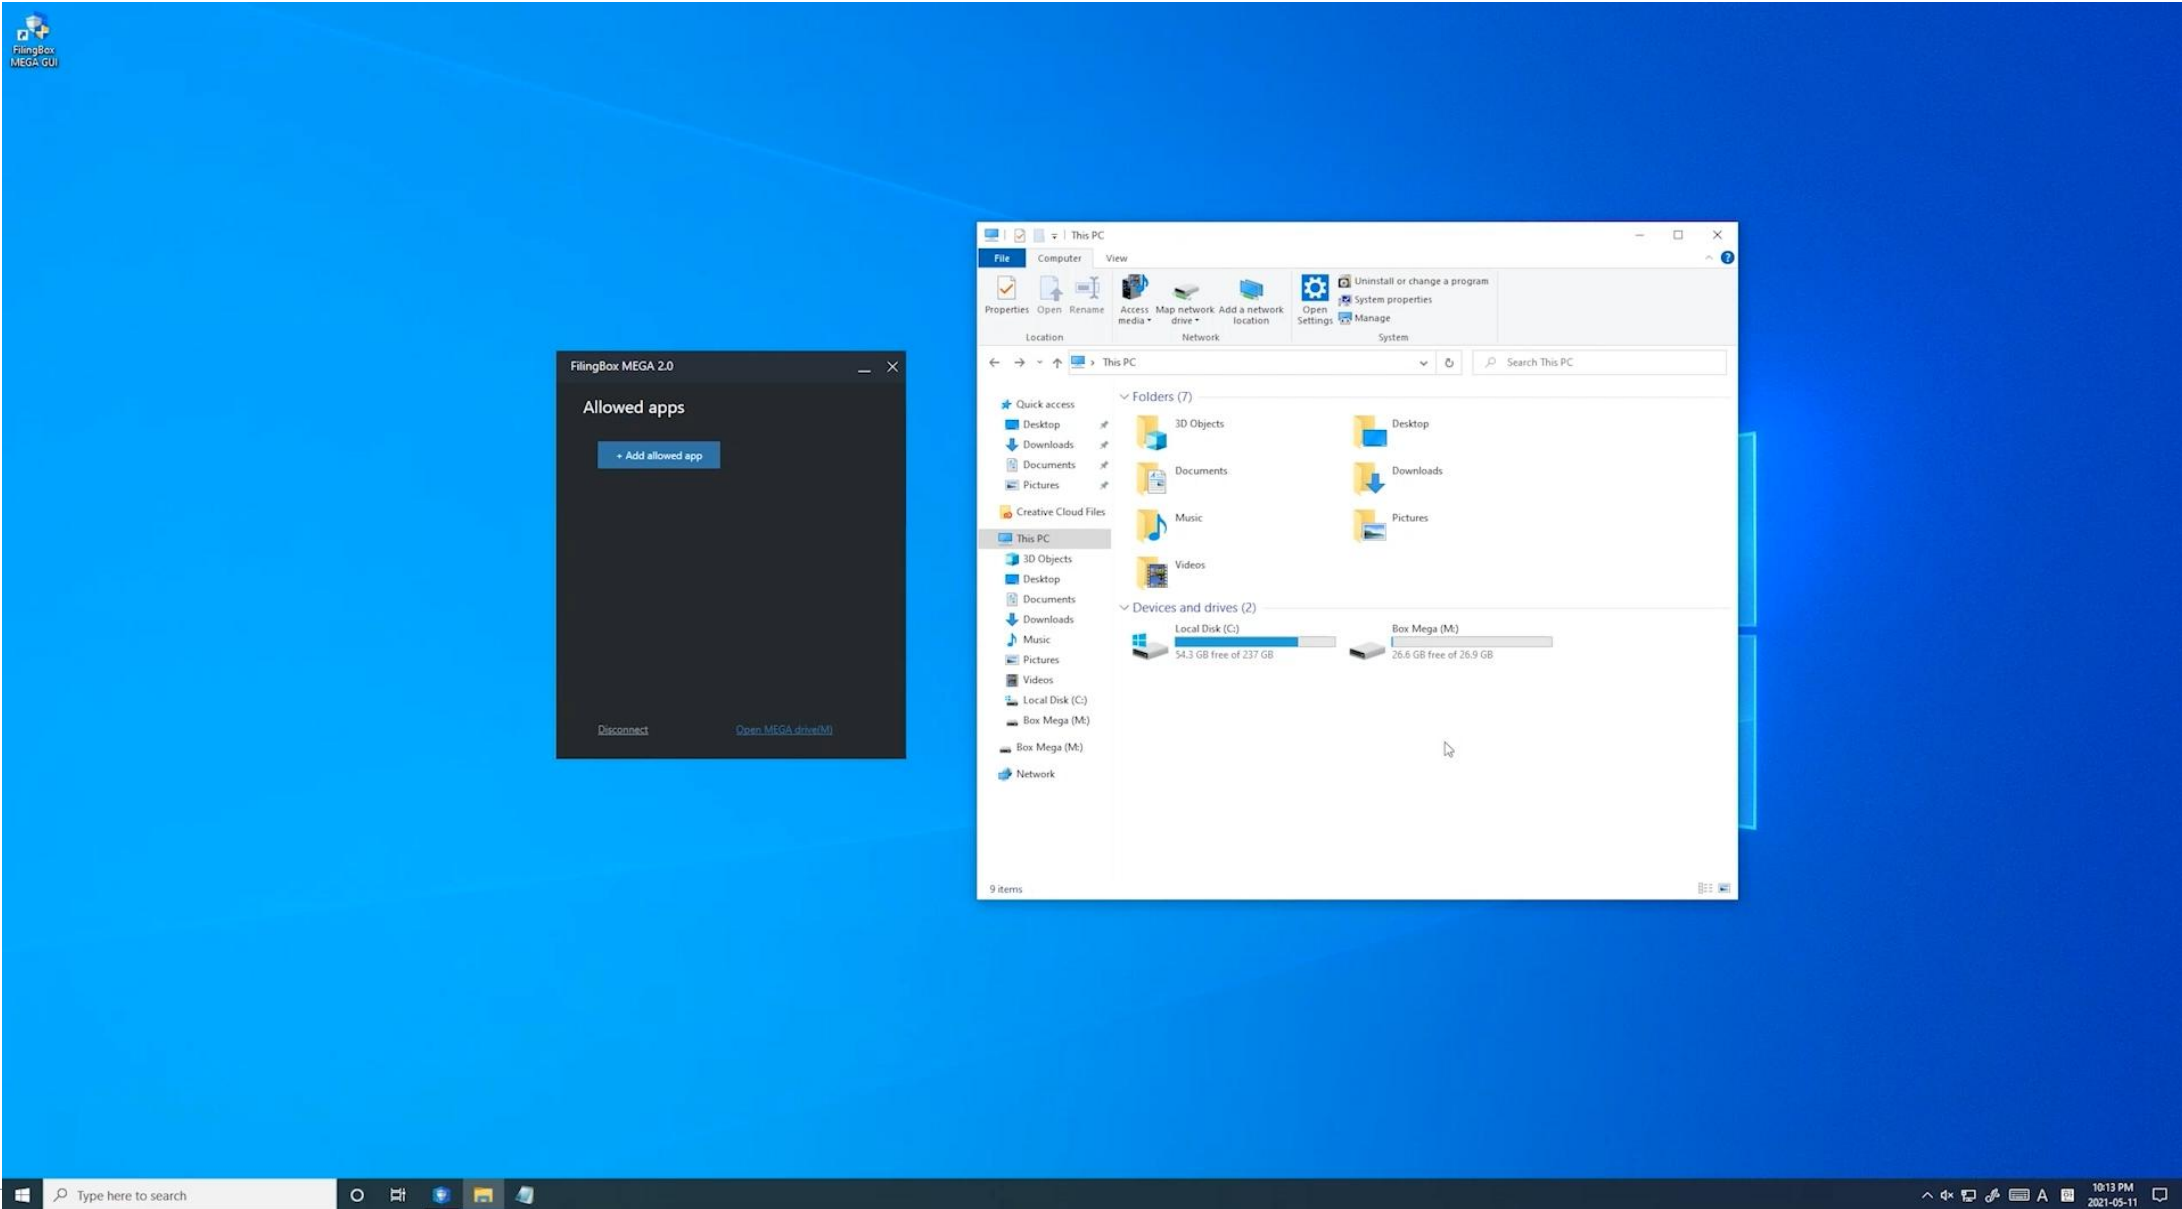 FilingBox
MEGA GUI
This PC
File Computer View
Properties Open Rename
Access media Map network drive Add a network location
Open Settings
Uninstall or change a program
System properties
Manage
Location Network System
This PC
Search This PC
Quick access
Desktop
Downloads
Documents
Pictures
Creative Cloud Files
This PC
3D Objects
Desktop
Documents
Downloads
Music
Pictures
Videos
Local Disk (C:)
Box Mega (M:)
Box Mega (M:)
Network
Folders (7)
3D Objects Desktop
Documents Downloads
Music Pictures
Videos
Devices and drives (2)
Local Disk (C:) Box Mega (M:)
54.3 GB free of 237 GB 26.6 GB free of 26.9 GB
9 items
FilingBox MEGA 2.0
Allowed apps
+ Add allowed app
Disconnect Open MEGA drive(M)
Type here to search
A
10:13 PM
2021-05-11